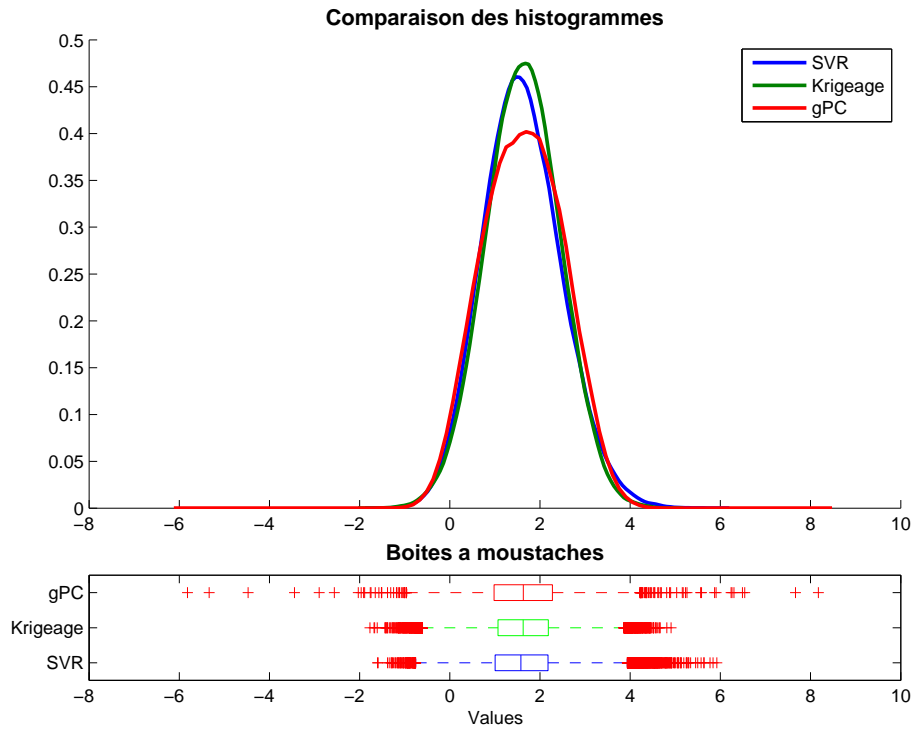 Comparaison des histogrammes
0.5
0.45
0.4
0.35
0.3
0.25
0.2
0.15
0.1
0.05
0
SVR
Krigeage
gPC
−8 −6 −4 −2 0 2 4 6 8 10
Boites a moustaches
gPC
Krigeage
SVR
−8 −6 −4 −2 0 2 4 6 8 10
Values